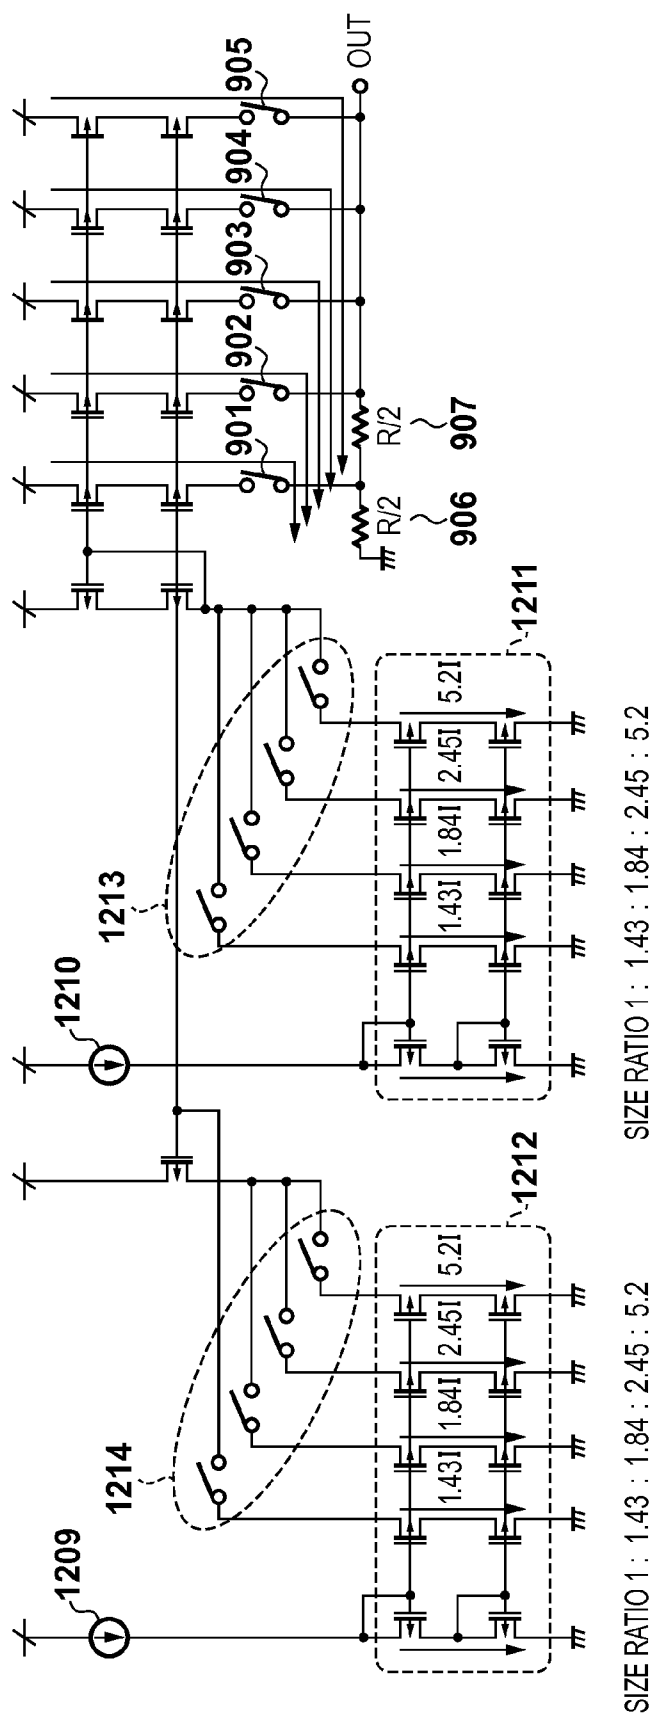 905
904
903
902
901
OUT
R/2
907
R/2
906
1213
1210
1211
5.2I
2.45I
1.84I
1.43I
SIZE RATIO 1 : 1.43 : 1.84 : 2.45 : 5.2
1214
1209
1212
5.2I
2.45I
1.84I
1.43I
SIZE RATIO 1 : 1.43 : 1.84 : 2.45 : 5.2